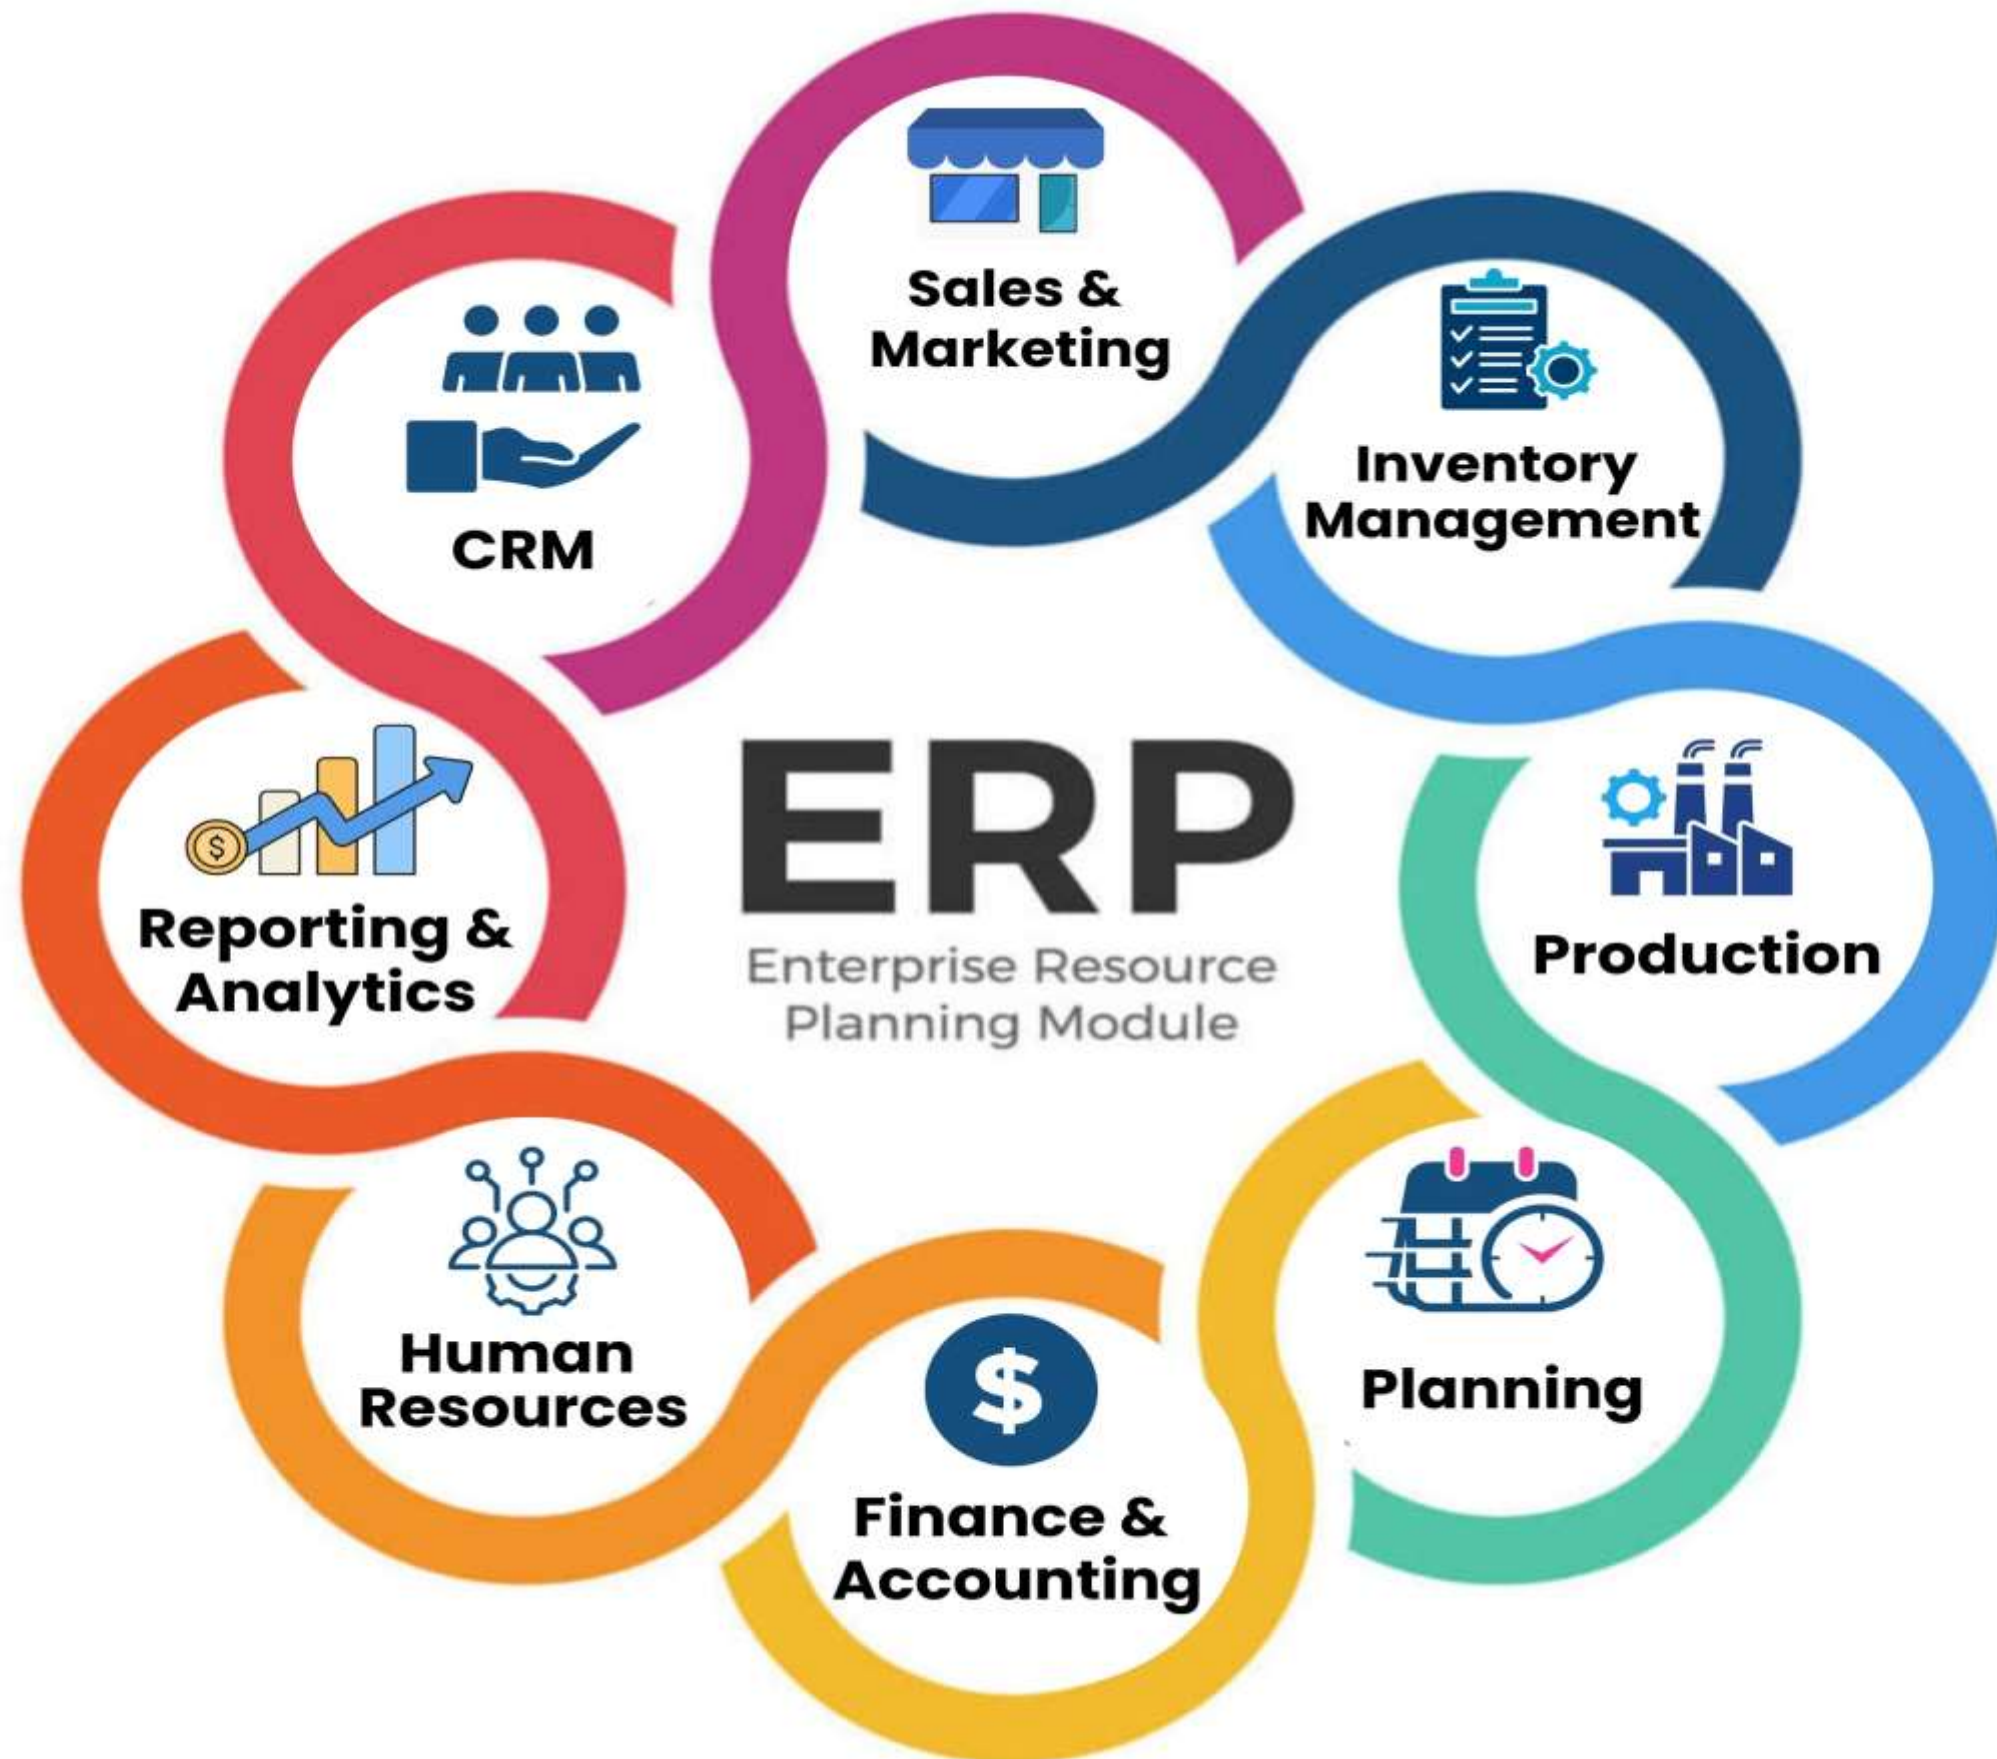 Sales &
Marketing
Inventory
Management
CRM
ERP
Enterprise Resource
Planning Module
Production
Reporting &
Analytics
$
Planning
Human
Resources
$
Finance &
Accounting